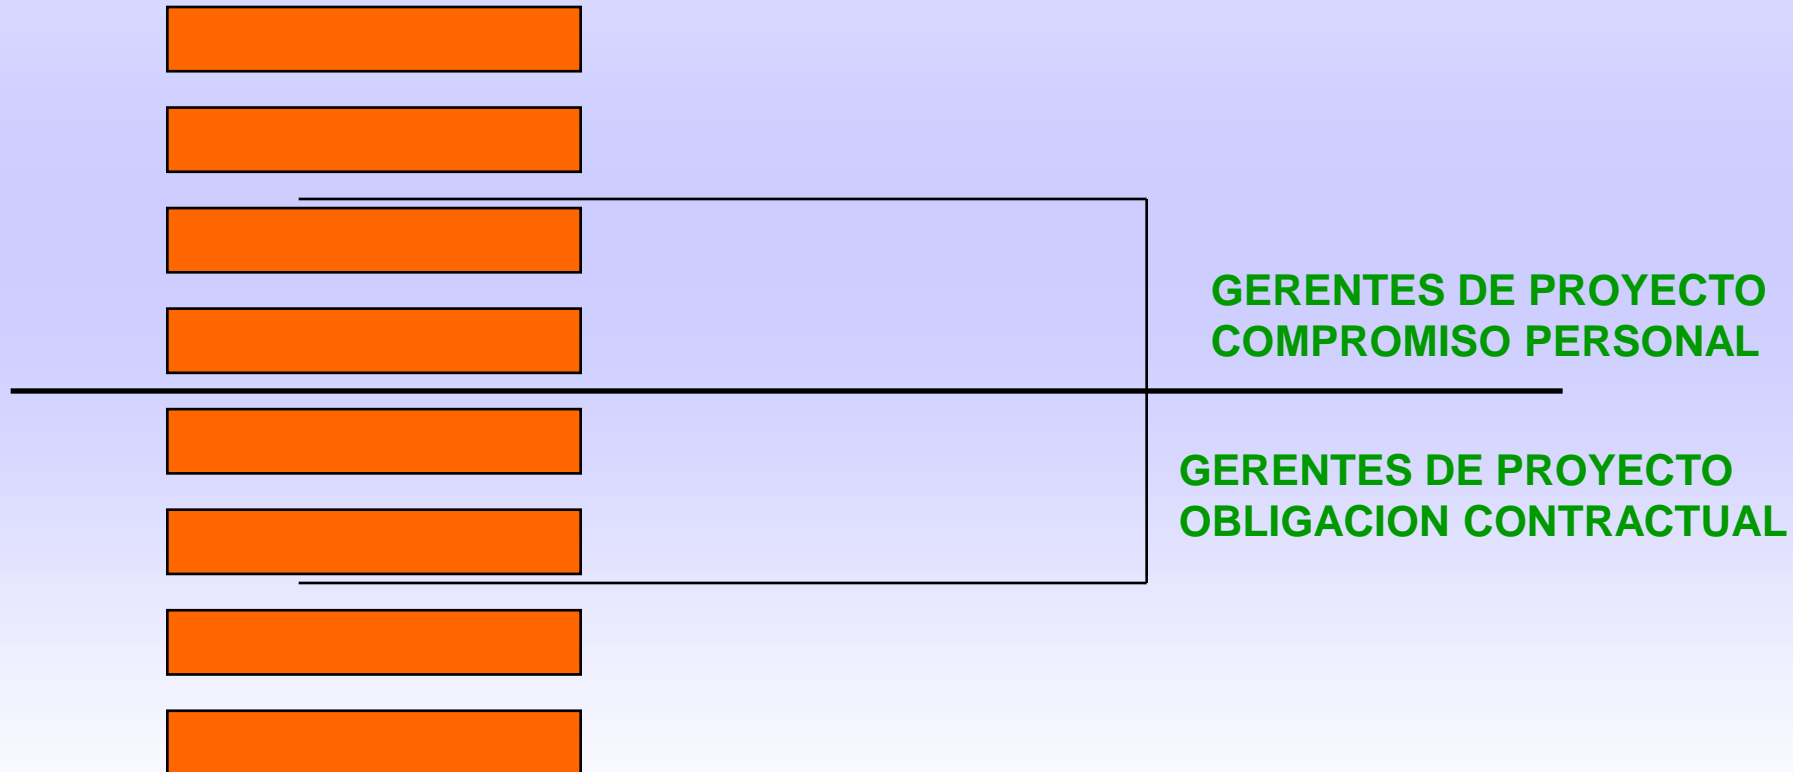 GERENTES DE PROYECTO
COMPROMISO PERSONAL
GERENTES DE PROYECTO
OBLIGACION CONTRACTUAL